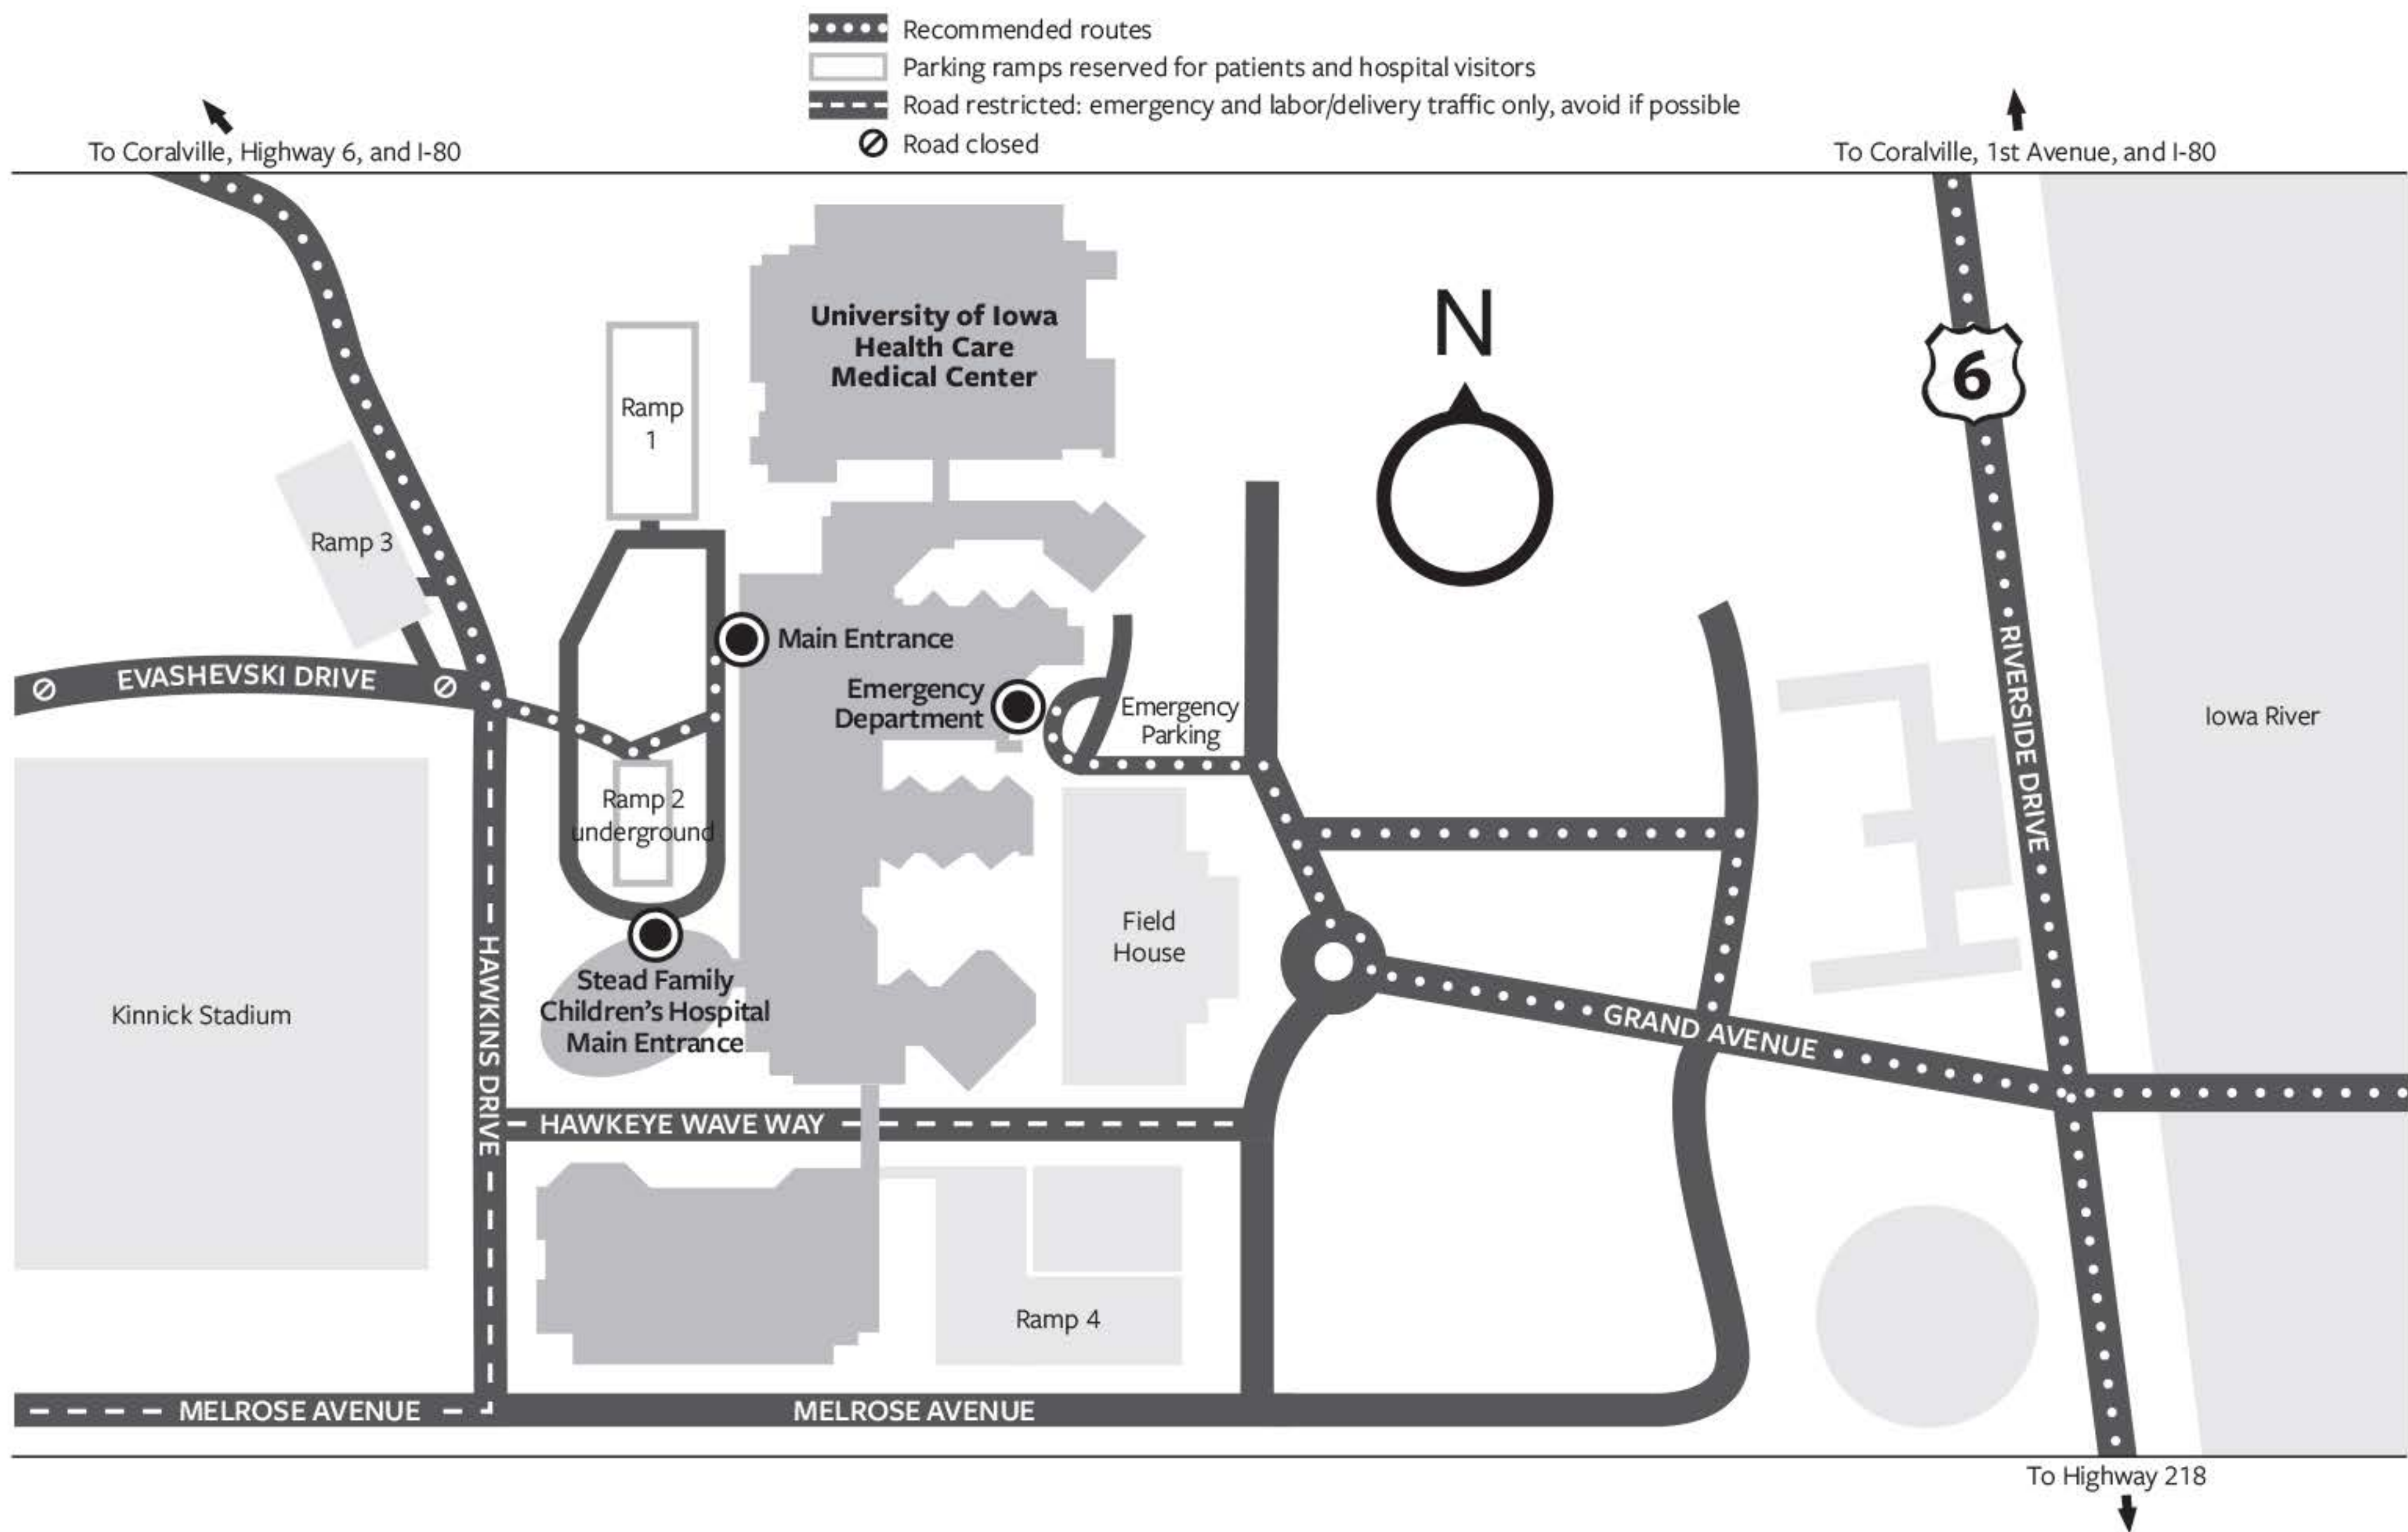 Recommended routes
Parking ramps reserved for patients and hospital visitors
Road restricted: emergency and labor/delivery traffic only, avoid if possible
Road closed
To Coralville, Highway 6, and I-80
To Coralville, 1st Avenue, and I-80
University of Iowa
Health Care
Medical Center
N
6
Ramp
1
Ramp 3
Main Entrance
EVASHEVSKI DRIVE
Emergency
Department
Emergency
Parking
RIVERSIDE DRIVE
Iowa River
Ramp 2
underground
Field
House
Stead Family
Children's Hospital
Main Entrance
Kinnick Stadium
HAWKINS DRIVE
GRAND AVENUE
HAWKEYE WAVE WAY
Ramp 4
MELROSE AVENUE
MELROSE AVENUE
To Highway 218